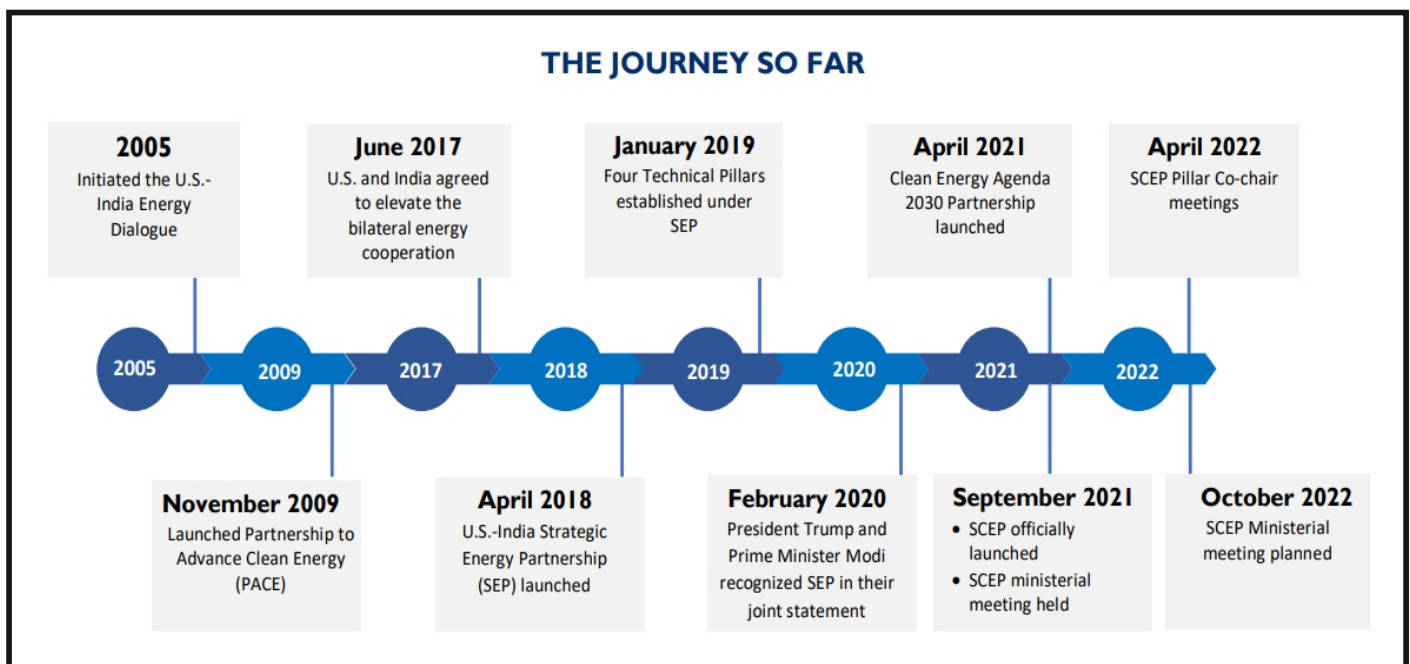 THE JOURNEY SO FAR
2005
Initiated the U.S.-
India Energy
Dialogue
June 2017
U.S. and India agreed
to elevate the
bilateral energy
cooperation
January 2019
Four Technical Pillars
established under
SEP
April 2021
Clean Energy Agenda
2030 Partnership
launched
April 2022
SCEP Pillar Co-chair
meetings
2005
2009
2017
2018
2019
2020
2021
2022
November 2009
Launched Partnership to
Advance Clean Energy
(PACE)
April 2018
U.S.-India Strategic
Energy Partnership
(SEP) launched
February 2020
President Trump and
Prime Minister Modi
recognized SEP in their
joint statement
September 2021
• SCEP officially
launched
• SCEP ministerial
meeting held
October 2022
SCEP Ministerial
meeting planned